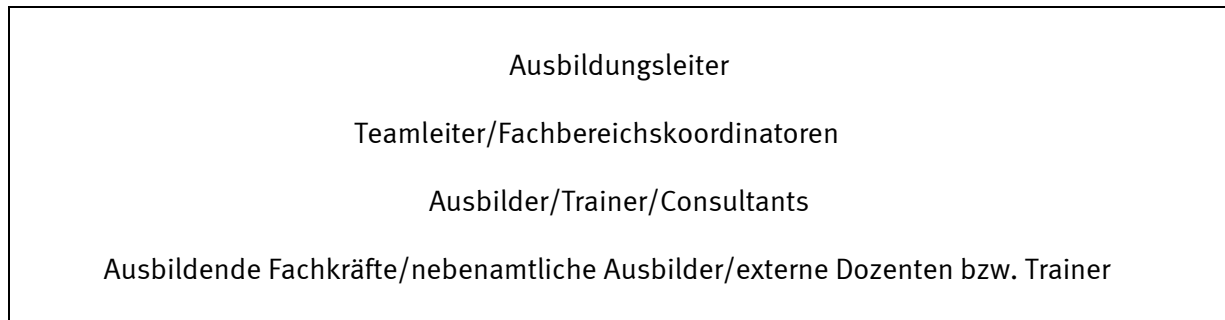 Ausbildungsleiter
Teamleiter/Fachbereichskoordinatoren
Ausbilder/Trainer/Consultants
Ausbildende Fachkräfte/nebenamtliche Ausbilder/externe Dozenten bzw. Trainer